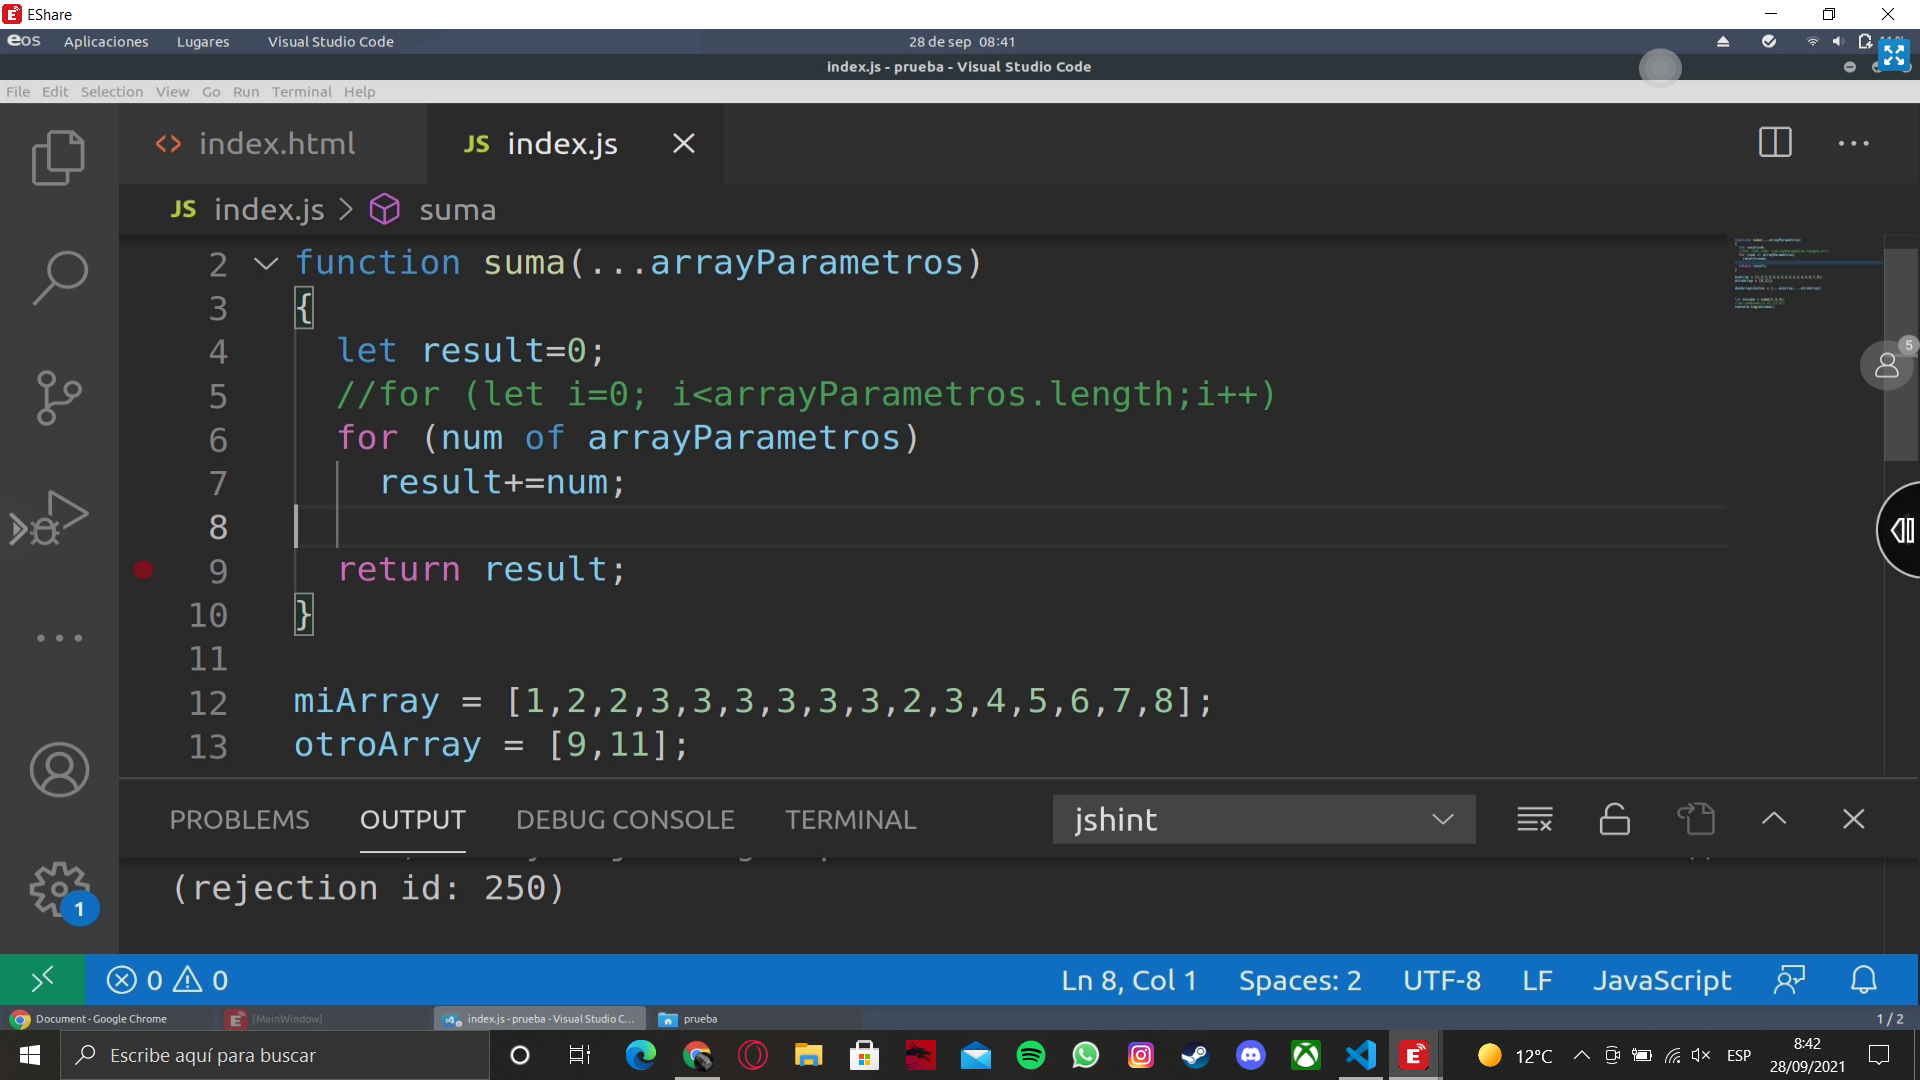 EShare
eos Aplicaciones Lugares Visual Studio Code 28 de sep 08:41
index.js - prueba - Visual Studio Code
File Edit Selection View Go Run Terminal Help
index.html JS index.js
JS index.js > suma
2 function suma(...arrayParametros)
3 {
4 let result=0;
5 //for (let i=0; i<arrayParametros.length;i++)
6 for (num of arrayParametros)
7 result+=num;
8
9 return result;
10 }
11
12 miArray = [1,2,2,3,3,3,3,3,3,2,3,4,5,6,7,8];
13 otroArray = [9,11];
5
PROBLEMS OUTPUT DEBUG CONSOLE TERMINAL jshint
(rejection id: 250)
1
0 0 Ln 8, Col 1 Spaces: 2 UTF-8 LF JavaScript
Document - Google Chrome [MainWindow] index.js - prueba - Visual Studio C... prueba 1 / 2
Escribe aquí para buscar 12°C ESP 8:42
28/09/2021